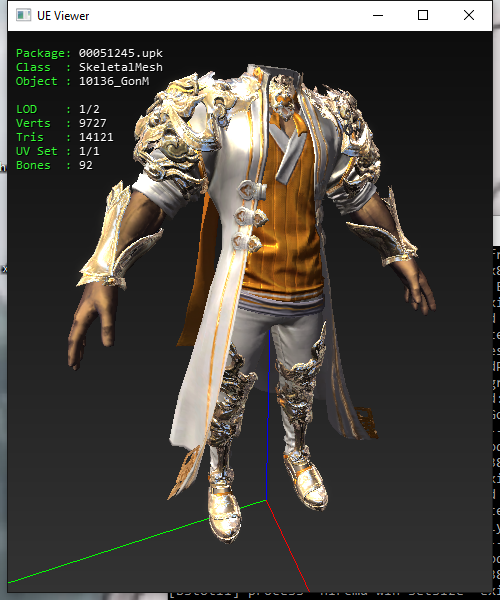 UE Viewer
Package: 00051245.upk
Class : SkeletalMesh
Object : 10136_GonM
LOD : 1/2
Verts : 9727
Tris : 14121
UV Set : 1/1
Bones : 92